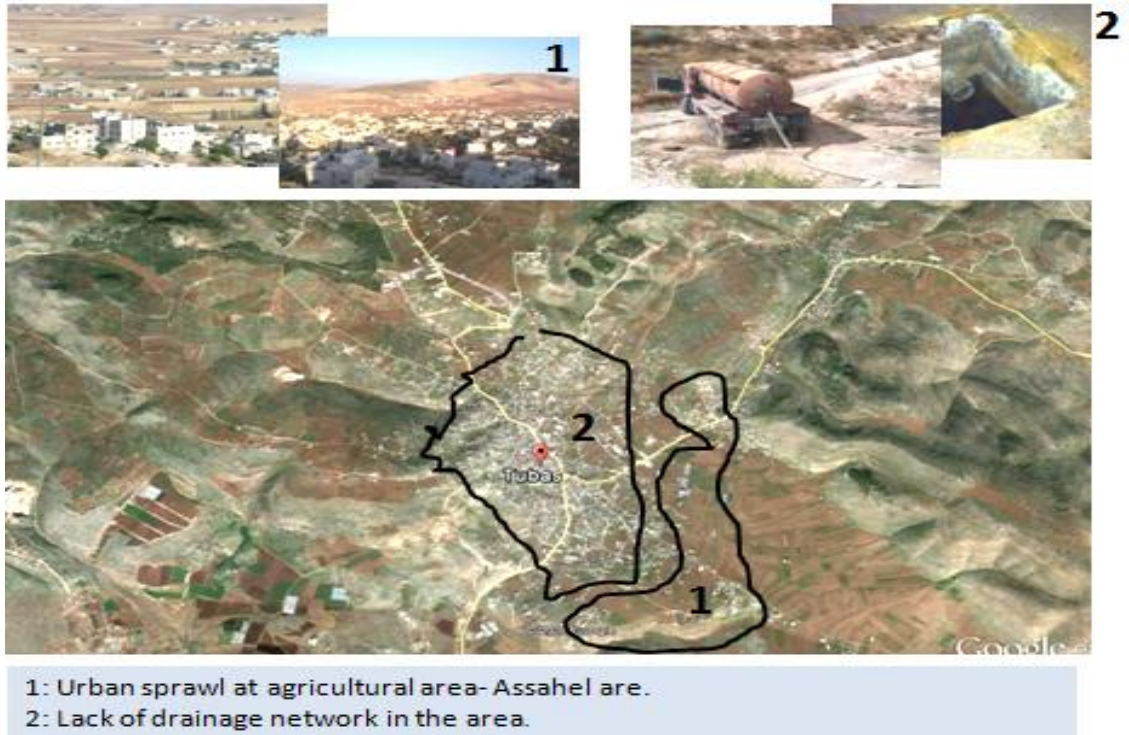 1
2
2
Tubas
1
Google
1: Urban sprawl at agricultural area- Assahel are.
2: Lack of drainage network in the area.